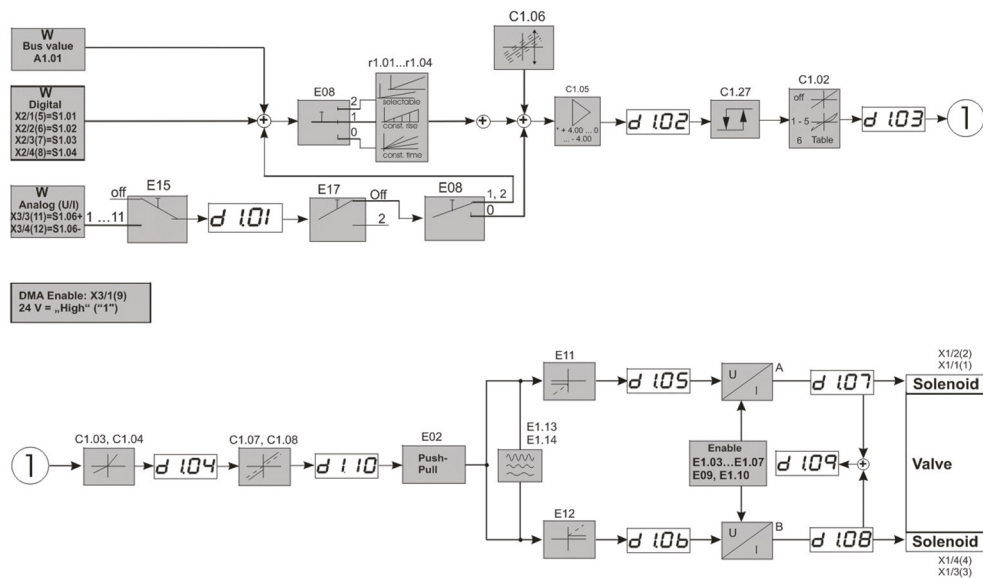 W
Bus value
A1.01
W
Digital
X2/1(5)=S1.01
X2/2(6)=S1.02
X2/3(7)=S1.03
X2/4(8)=S1.04
W
Analog (U/I)
X3/3(11)=S1.06+
X3/4(12)=S1.06-
off
1 ...11
E15
d 1.01
E17
Off
2
E08
1, 2
0
E08
2
1
0
r1.01...r1.04
selectable
const. rise
const. time
C1.06
C1.05
* + 4.00 ... 0
... - 4.00
d 1.02
C1.27
C1.02
off
1 - 5
6 Table
d 1.03
1
DMA Enable: X3/1(9)
24 V = „High“ (“1”)
1
C1.03, C1.04
d 1.04
C1.07, C1.08
d 1.10
E02
Push-
Pull
E1.13
E1.14
E11
d 1.05
U
I
A
d 1.07
X1/2(2)
X1/1(1)
Solenoid
Enable
E1.03...E1.07
E09, E1.10
d 1.09
Valve
E12
d 1.06
U
I
B
d 1.08
Solenoid
X1/4(4)
X1/3(3)